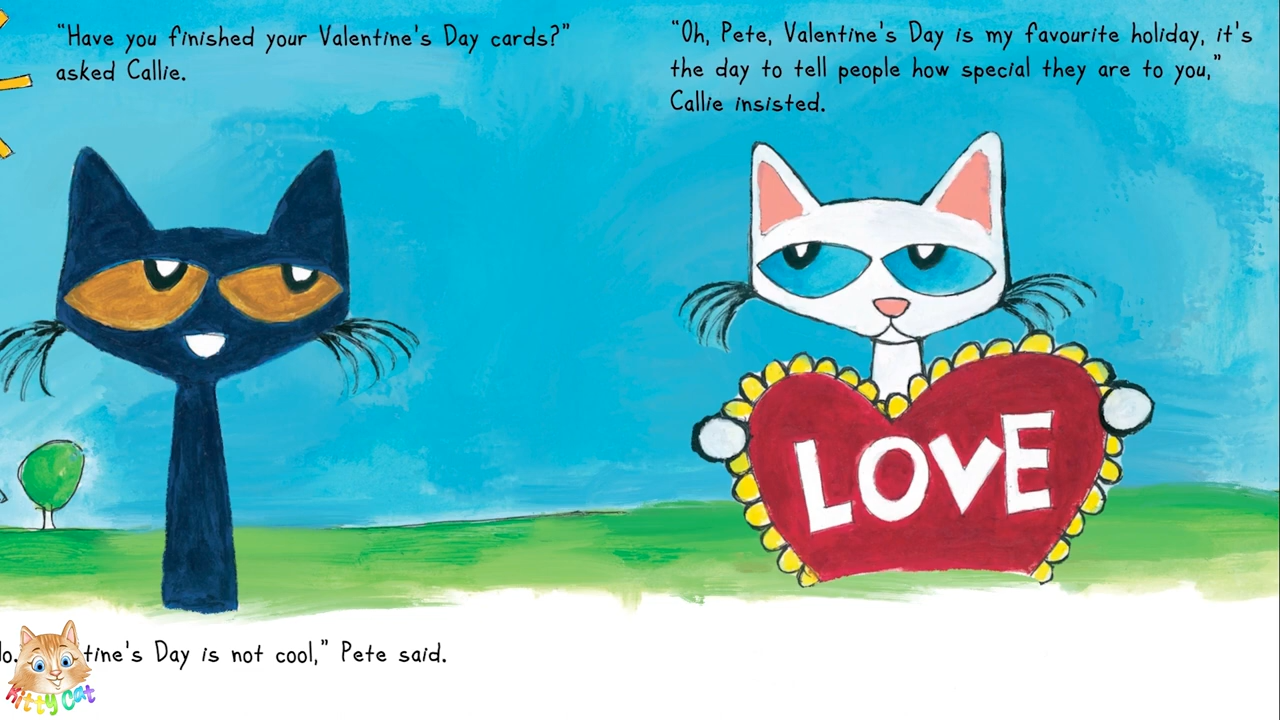 "Have you finished your Valentine's Day cards?"
asked Callie.
"Oh, Pete, Valentine's Day is my favourite holiday, it's
the day to tell people how special they are to you,"
Callie insisted.
LOVE
Day is not cool," Pete said.
Kitty Cat